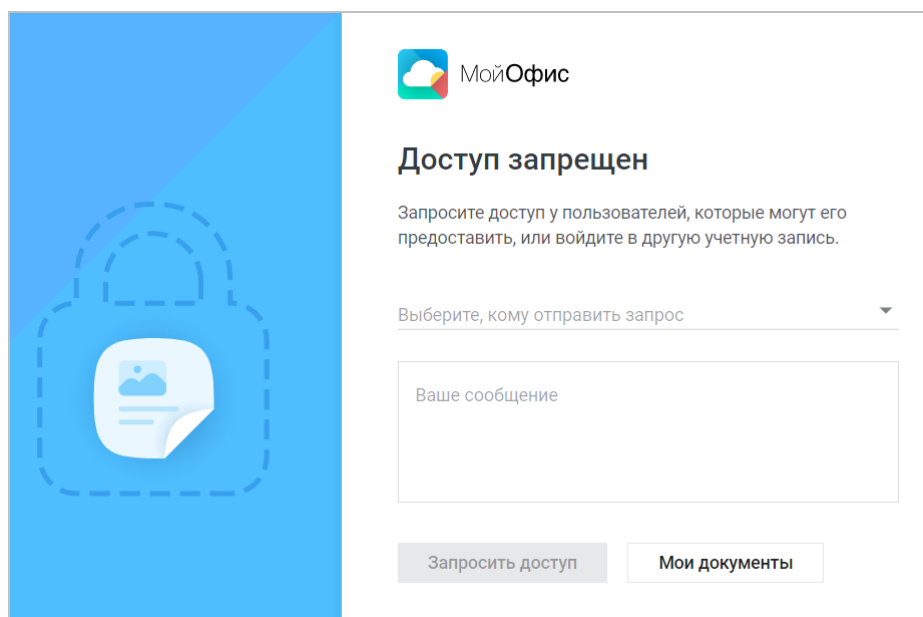 МойОфис
Доступ запрещен
Запросите доступ у пользователей, которые могут его
предоставить, или войдите в другую учетную запись.
Выберите, кому отправить запрос
Ваше сообщение
Запросить доступ
Мои документы